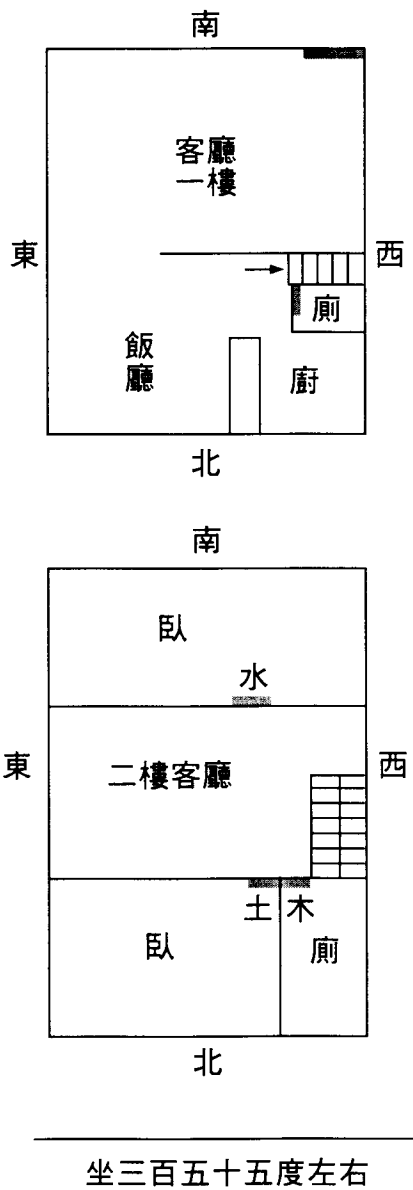 南
客廳
一樓
東
西
廁
飯
廳
廚
北
南
臥
水
東
二樓客廳
西
土 木
臥
廁
北
坐三百五十五度左右